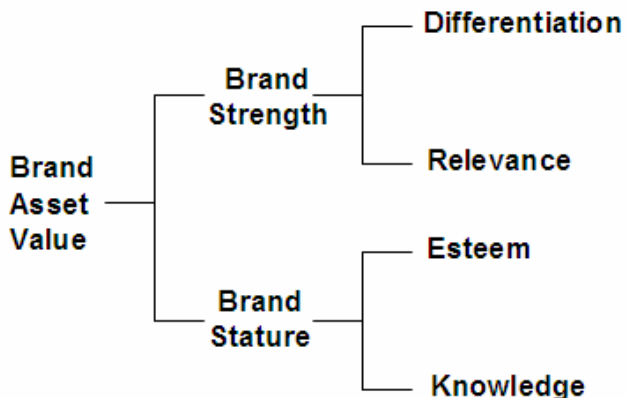 Differentiation
Brand
Strength
Relevance
Brand
Asset
Value
Esteem
Brand
Stature
Knowledge